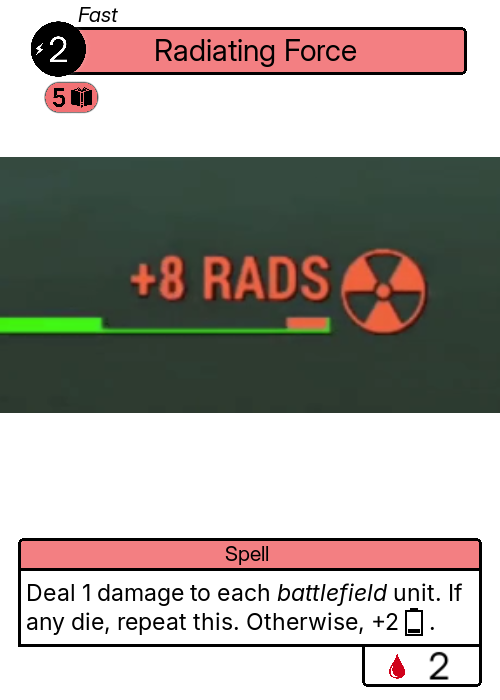 Fast
2
Radiating Force
5
+8 RADS
Spell
Deal 1 damage to each battlefield unit. If
any die, repeat this. Otherwise, +2 .
2